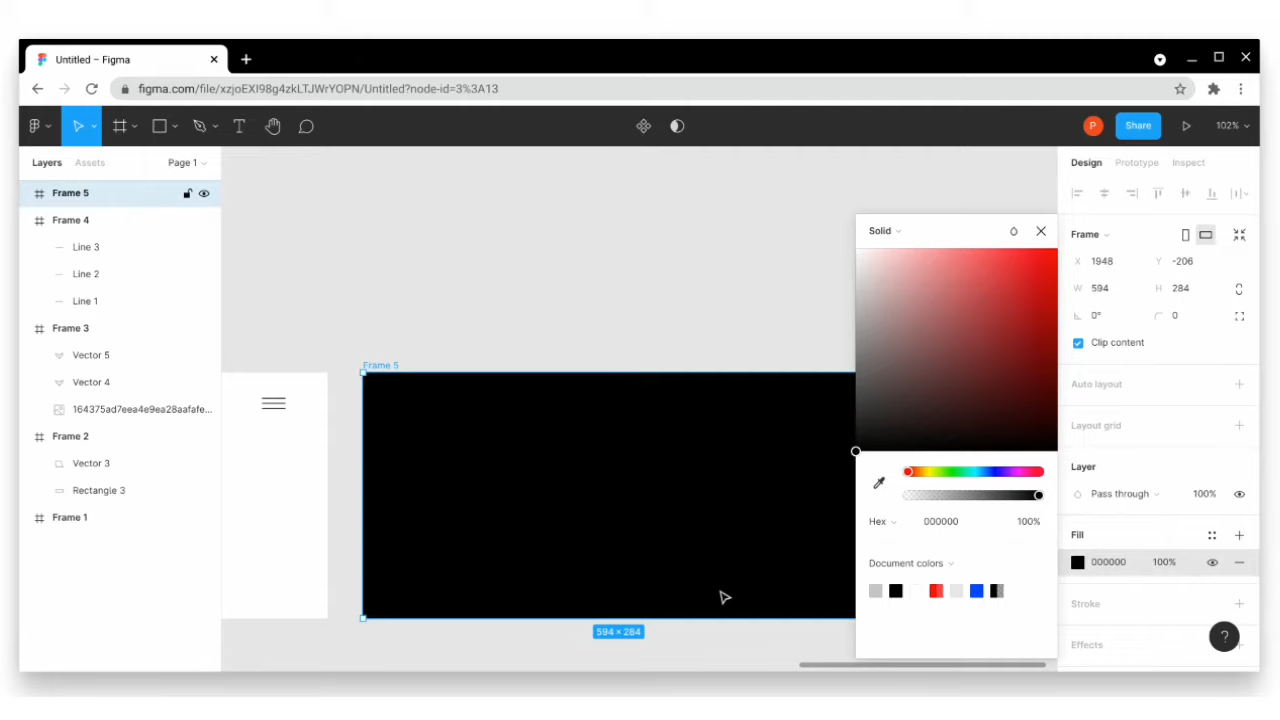 Untitled – Figma
figma.com/file/xzjoEXI98g4zkLTJWrYOPN/Untitled?node-id=3%3A13
P
Share
102%
Layers
Assets
Page 1
Frame 5
Frame 4
Line 3
Line 2
Line 1
Frame 3
Vector 5
Vector 4
164375ad7eea4e9ea28aafafe...
Frame 2
Vector 3
Rectangle 3
Frame 1
Frame 5
594 × 284
Solid
Hex
000000
100%
Document colors
Design
Prototype
Inspect
Frame
X 1948
Y -206
W 594
H 284
0°
0
Clip content
Auto layout
Layout grid
Layer
Pass through
100%
Fill
000000
100%
Stroke
Effects
?